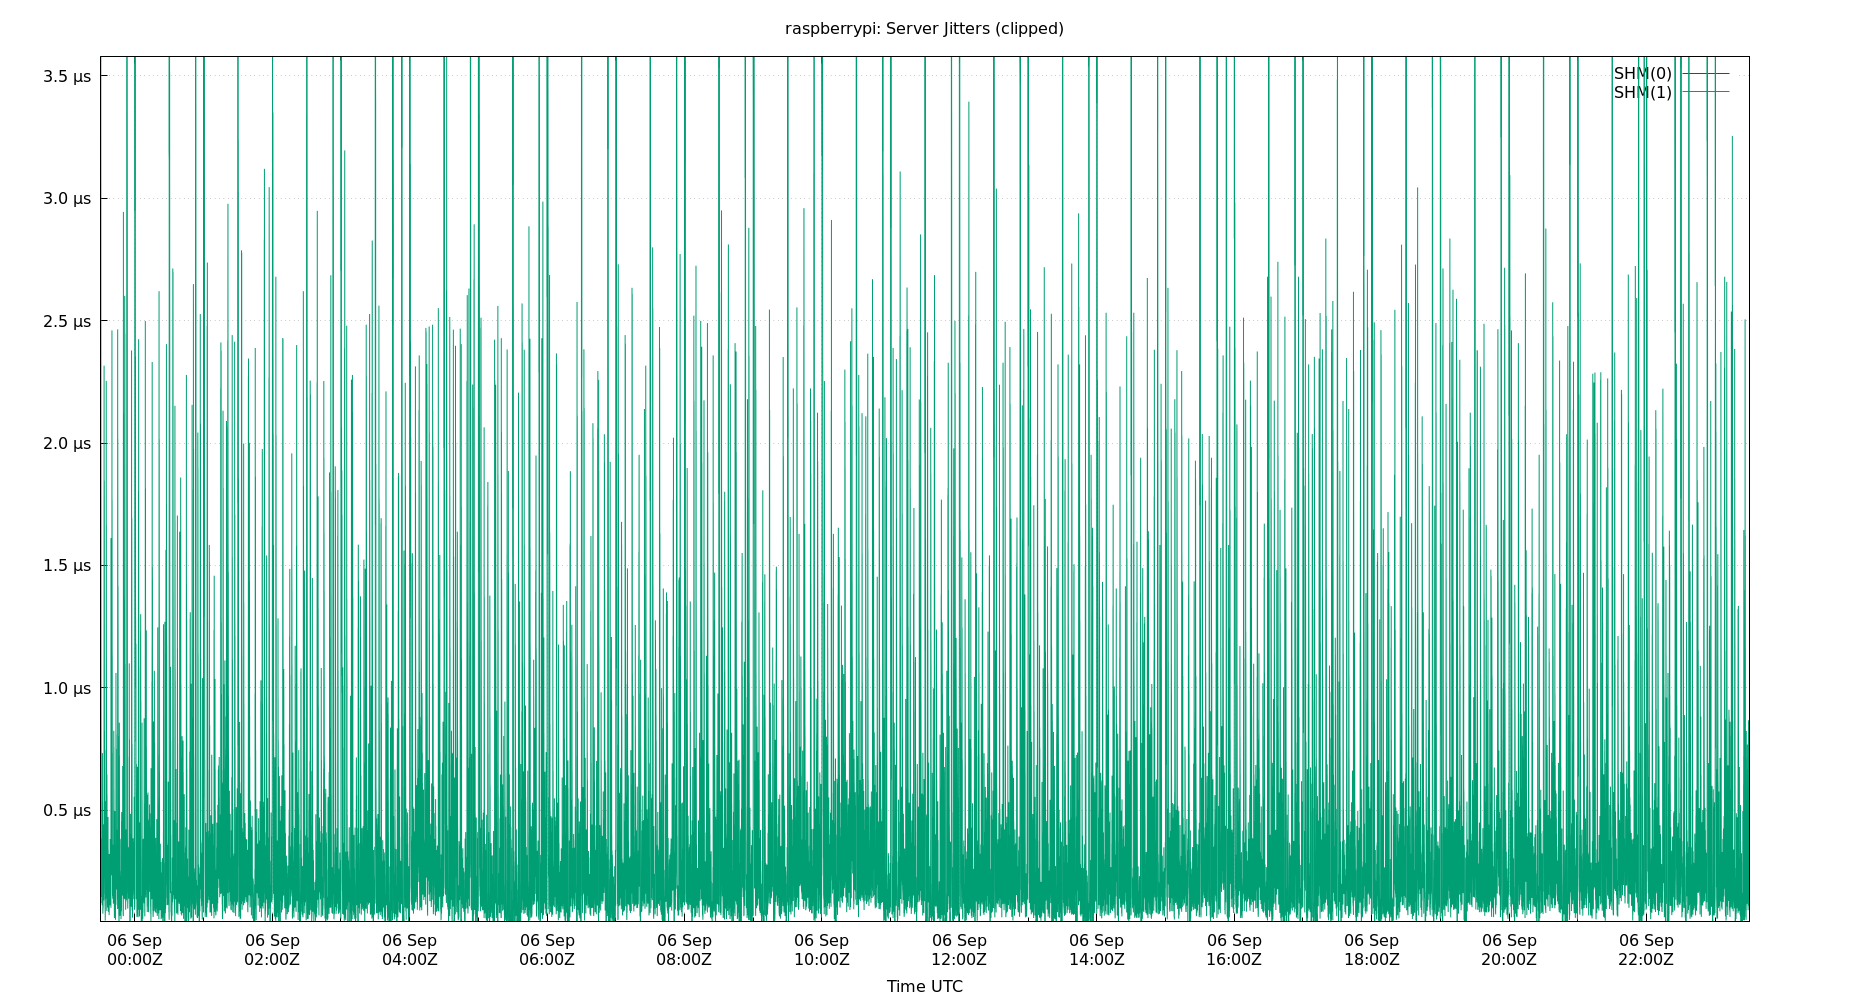 raspberrypi: Server Jitters (clipped)
SHM(0)
SHM(1)
3.5 µs
3.0 µs
2.5 µs
2.0 µs
1.5 µs
1.0 µs
0.5 µs
06 Sep 06 Sep 06 Sep 06 Sep 06 Sep 06 Sep 06 Sep 06 Sep 06 Sep 06 Sep 06 Sep 06 Sep
00:00Z 02:00Z 04:00Z 06:00Z 08:00Z 10:00Z 12:00Z 14:00Z 16:00Z 18:00Z 20:00Z 22:00Z
Time UTC